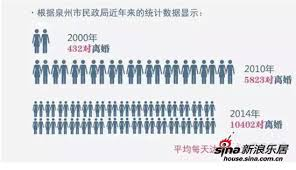 · 根据泉州市民政局近年来的统计数据显示：
2000年
432对离婚
2010年
5823对离婚
2014年
10402对离婚
平均每天达
sina新浪乐居
house.sina.com.cn